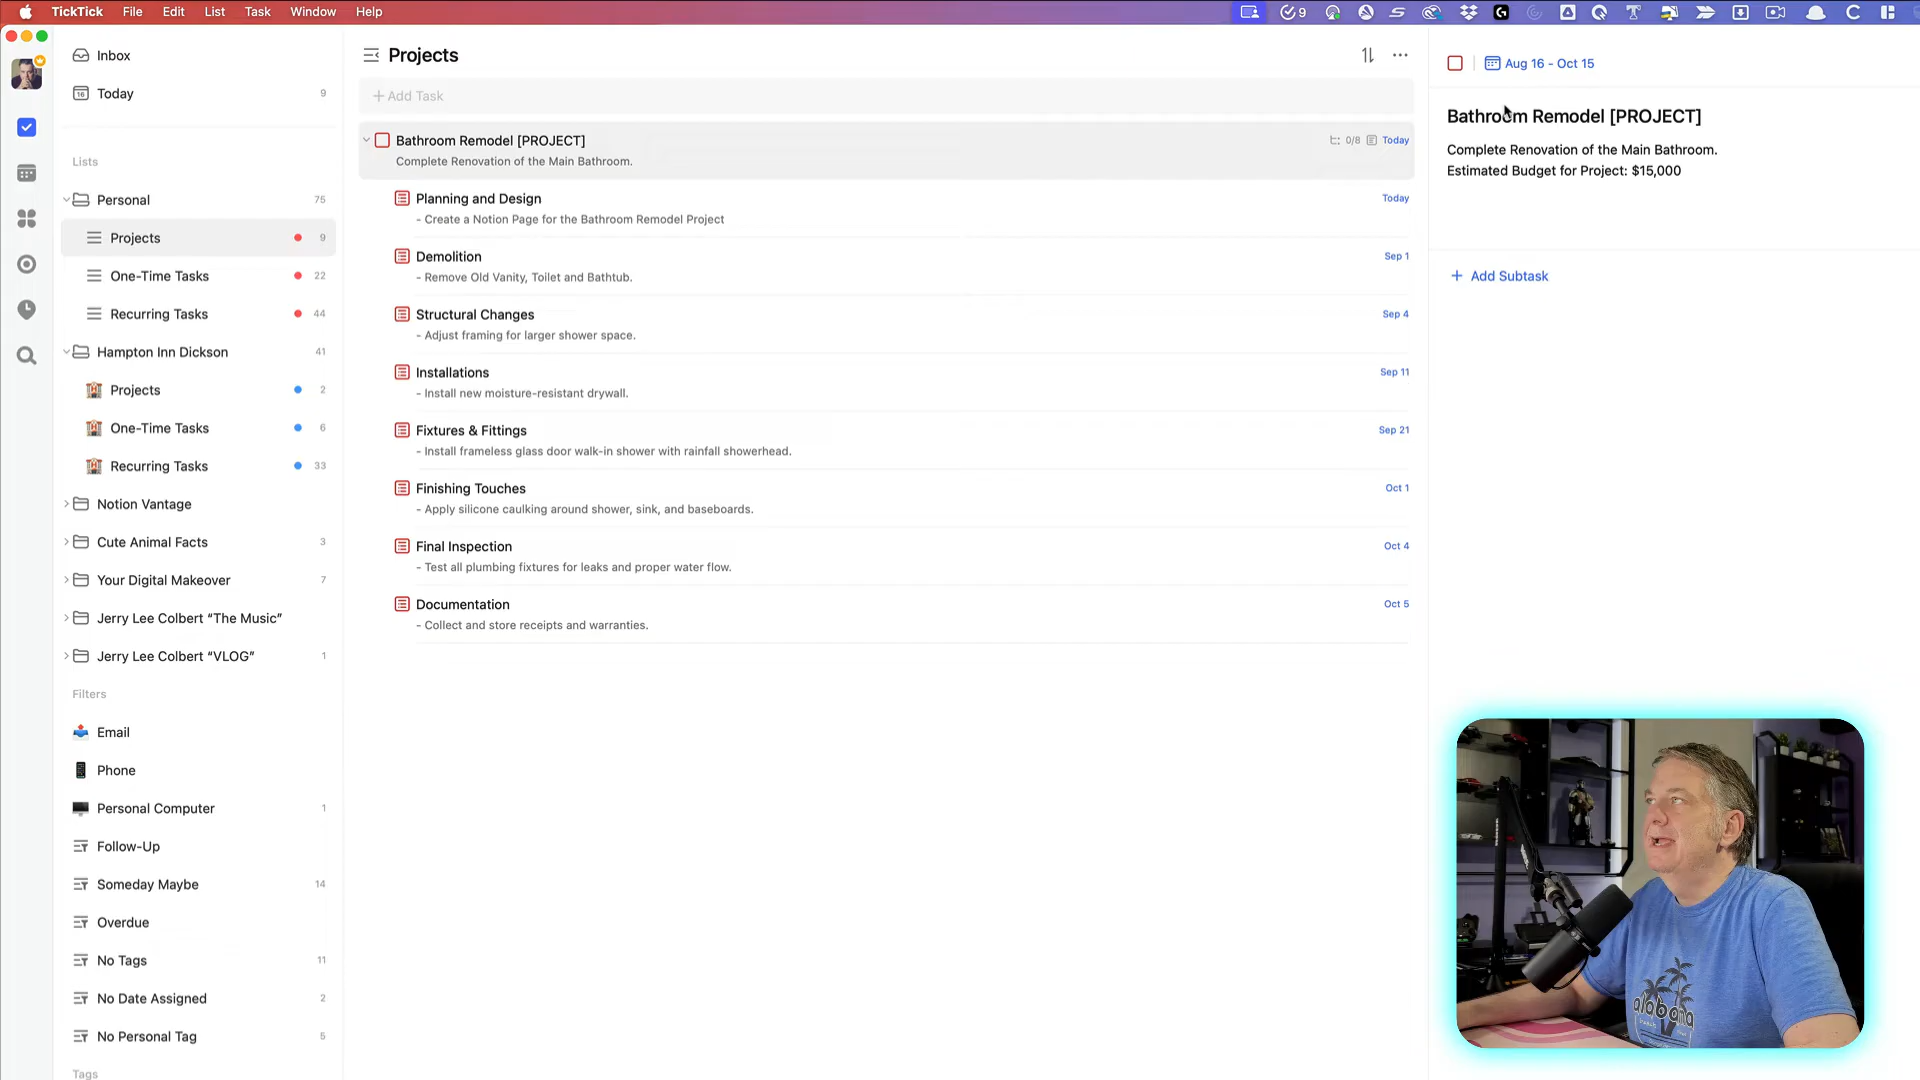 TickTick File Edit List Task Window Help
9
Inbox
Today 9
16
Lists
Personal 75
Projects 9
One-Time Tasks 22
Recurring Tasks 44
Hampton Inn Dickson 41
Projects 2
One-Time Tasks 6
Recurring Tasks 33
Notion Vantage
Cute Animal Facts 3
Your Digital Makeover 7
Jerry Lee Colbert “The Music”
Jerry Lee Colbert “VLOG” 1
Filters
Email
Phone
Personal Computer 1
Follow-Up
Someday Maybe 14
Overdue
No Tags 11
No Date Assigned 2
No Personal Tag 5
Tags
Projects
+ Add Task
Bathroom Remodel [PROJECT] 0/8 Today
Complete Renovation of the Main Bathroom.
Planning and Design Today
- Create a Notion Page for the Bathroom Remodel Project
Demolition Sep 1
- Remove Old Vanity, Toilet and Bathtub.
Structural Changes Sep 4
- Adjust framing for larger shower space.
Installations Sep 11
- Install new moisture-resistant drywall.
Fixtures & Fittings Sep 21
- Install frameless glass door walk-in shower with rainfall showerhead.
Finishing Touches Oct 1
- Apply silicone caulking around shower, sink, and baseboards.
Final Inspection Oct 4
- Test all plumbing fixtures for leaks and proper water flow.
Documentation Oct 5
- Collect and store receipts and warranties.
Aug 16 - Oct 15
Bathroom Remodel [PROJECT]
Complete Renovation of the Main Bathroom.
Estimated Budget for Project: $15,000
+ Add Subtask
alabama